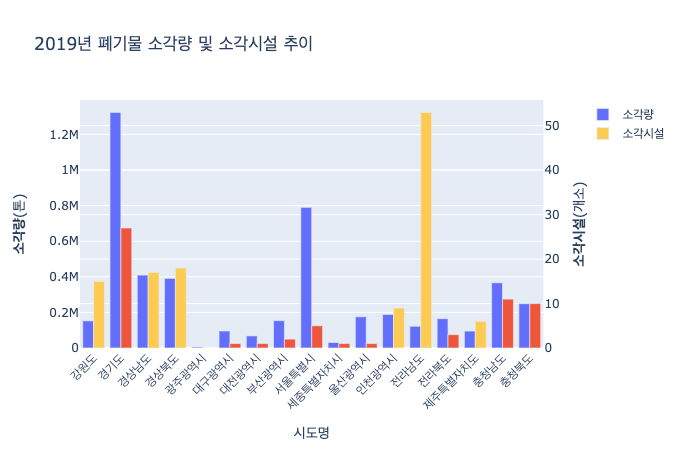 2019년 폐기물 소각량 및 소각시설 추이
소각량
소각시설
1.2M
1M
0.8M
0.6M
0.4M
0.2M
0
소각량(톤)
50
40
30
20
10
0
소각시설(개소)
강원도
경기도
경상남도
경상북도
광주광역시
대구광역시
대전광역시
부산광역시
서울특별시
세종특별자치시
울산광역시
인천광역시
전라남도
전라북도
제주특별자치도
충청남도
충청북도
시도명